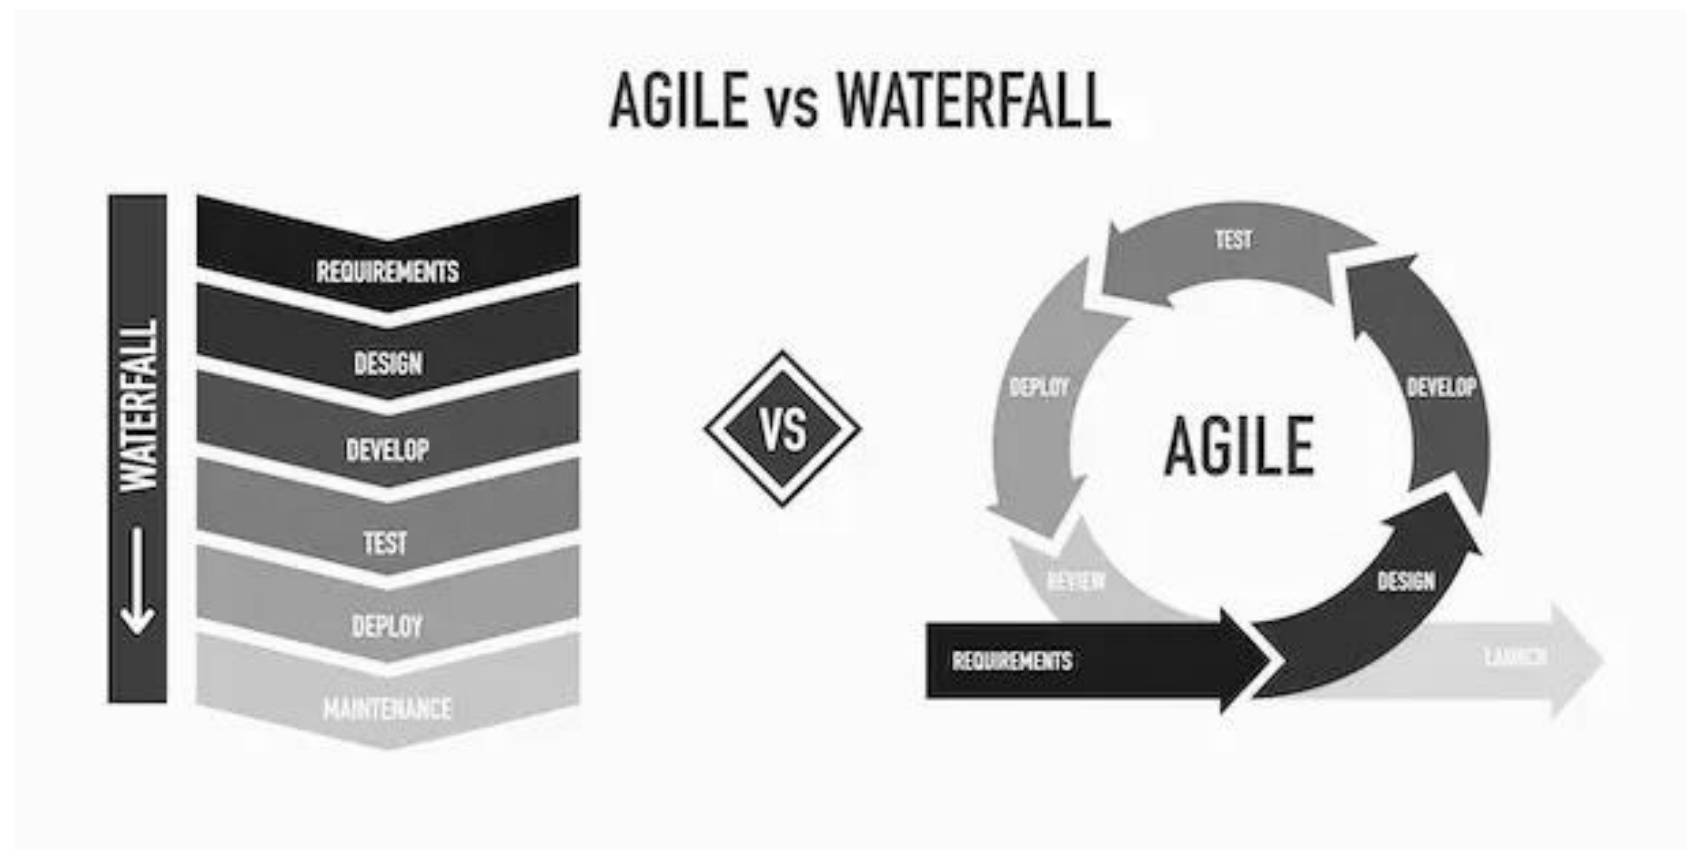 AGILE vs WATERFALL
WATERFALL
REQUIREMENTS
DESIGN
DEVELOP
TEST
DEPLOY
MAINTENANCE
VS
AGILE
TEST
DEVELOP
DEPLOY
DESIGN
REVIEW
REQUIREMENTS
LAUNCH